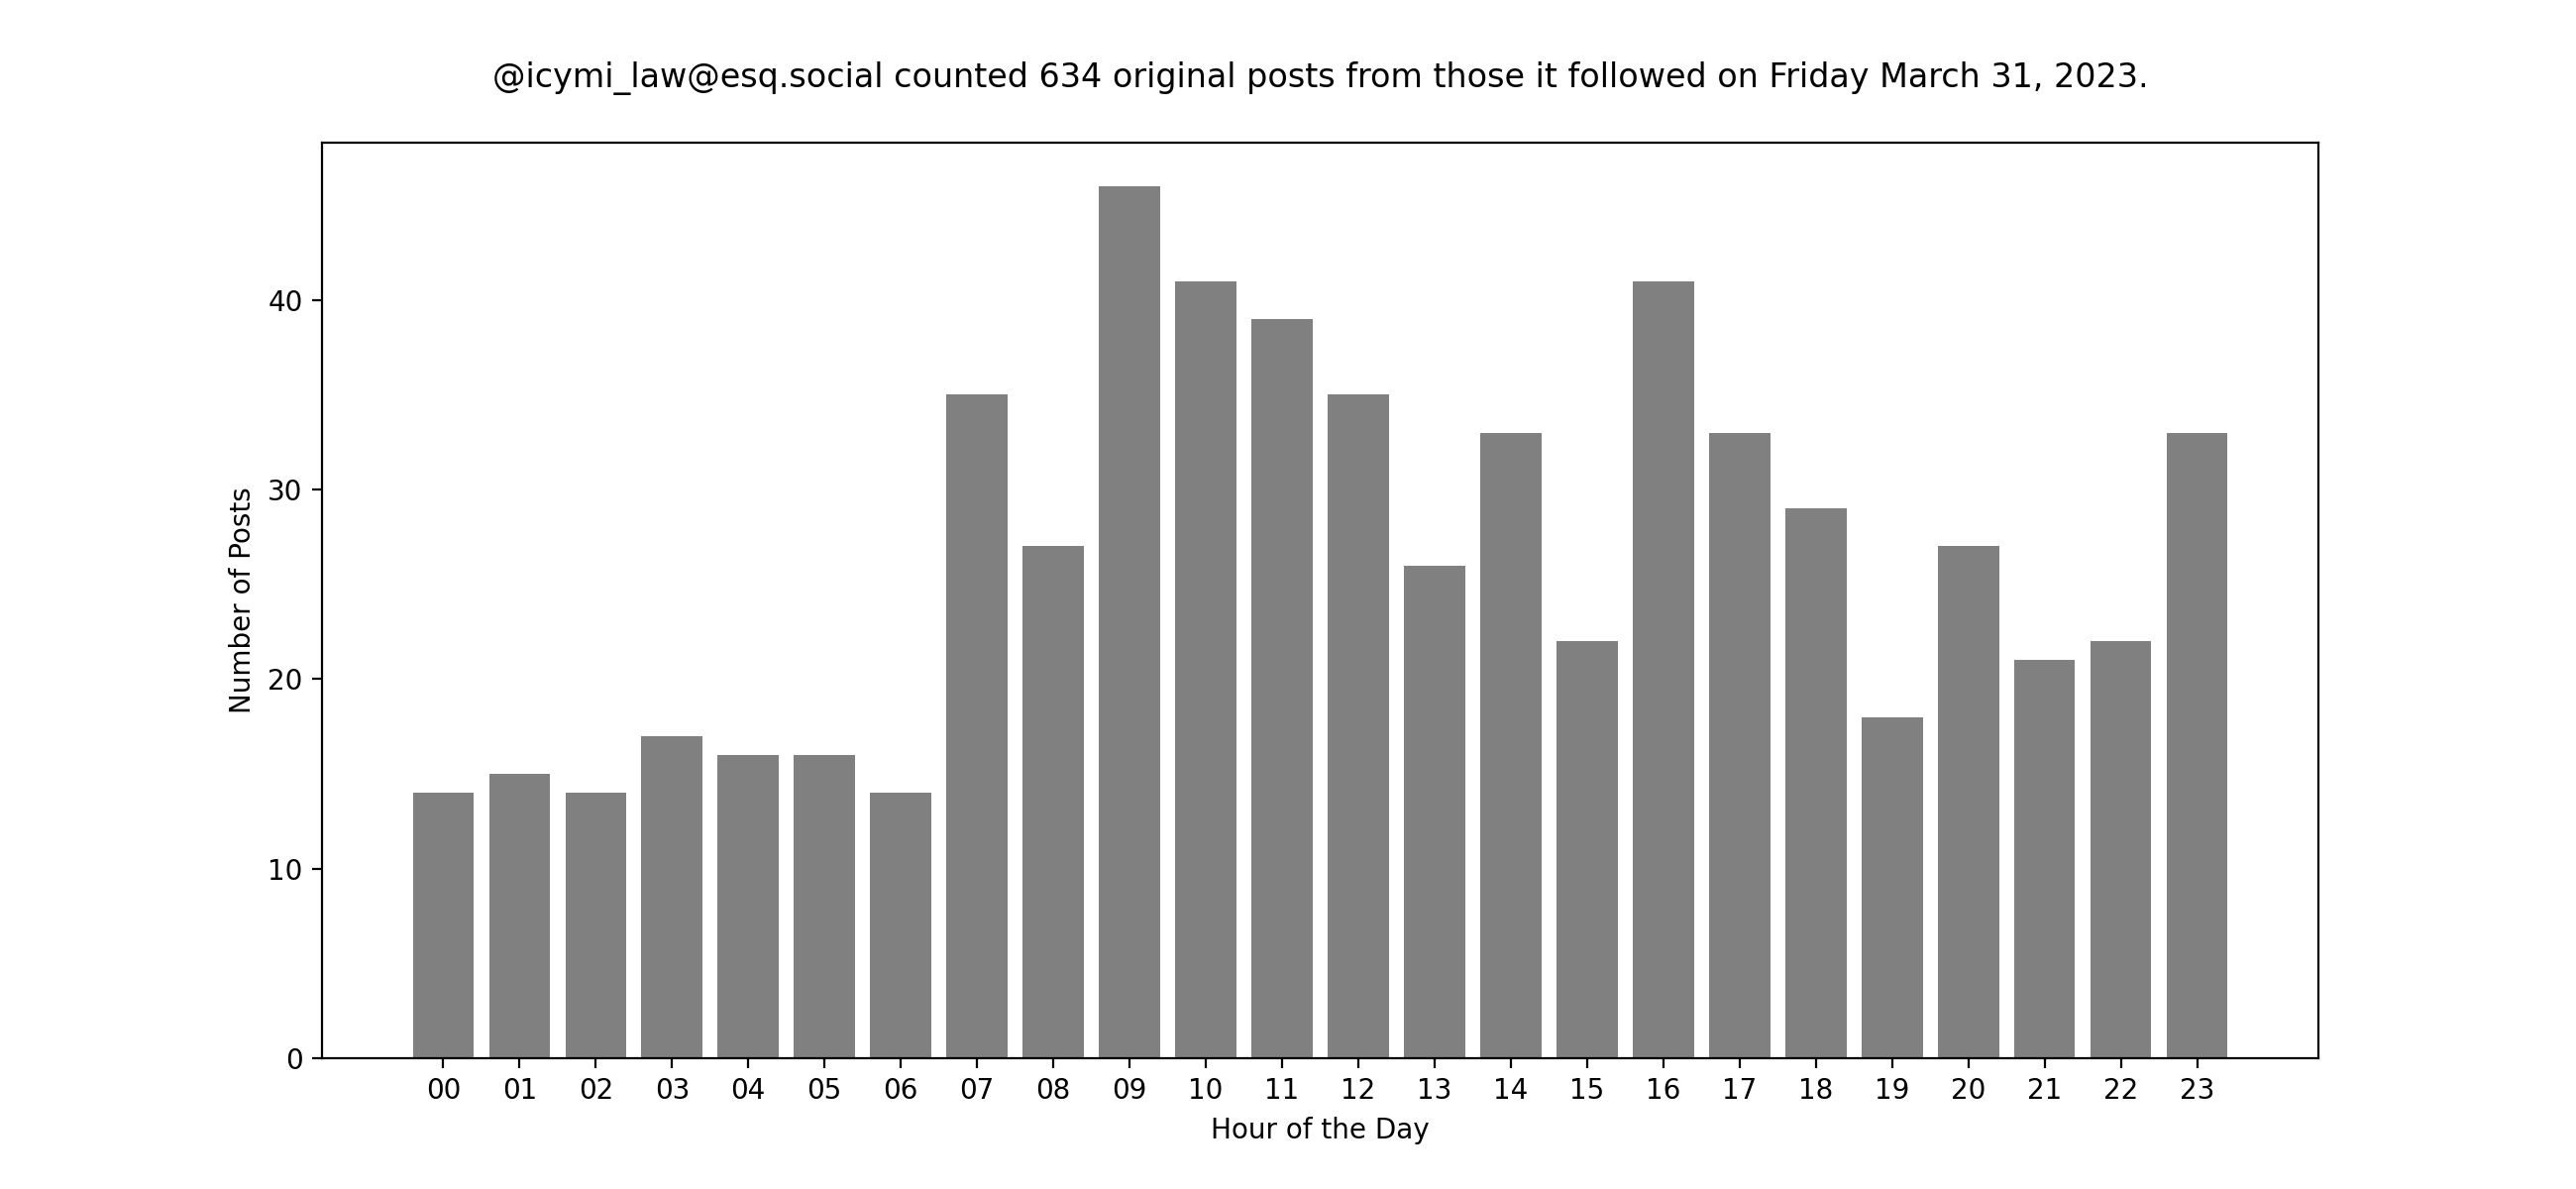 @icymi_law@esq.social counted 634 original posts from those it followed on Friday March 31, 2023.
40
30
20
10
0
Number of Posts
00 01 02 03 04 05 06 07 08 09 10 11 12 13 14 15 16 17 18 19 20 21 22 23
Hour of the Day